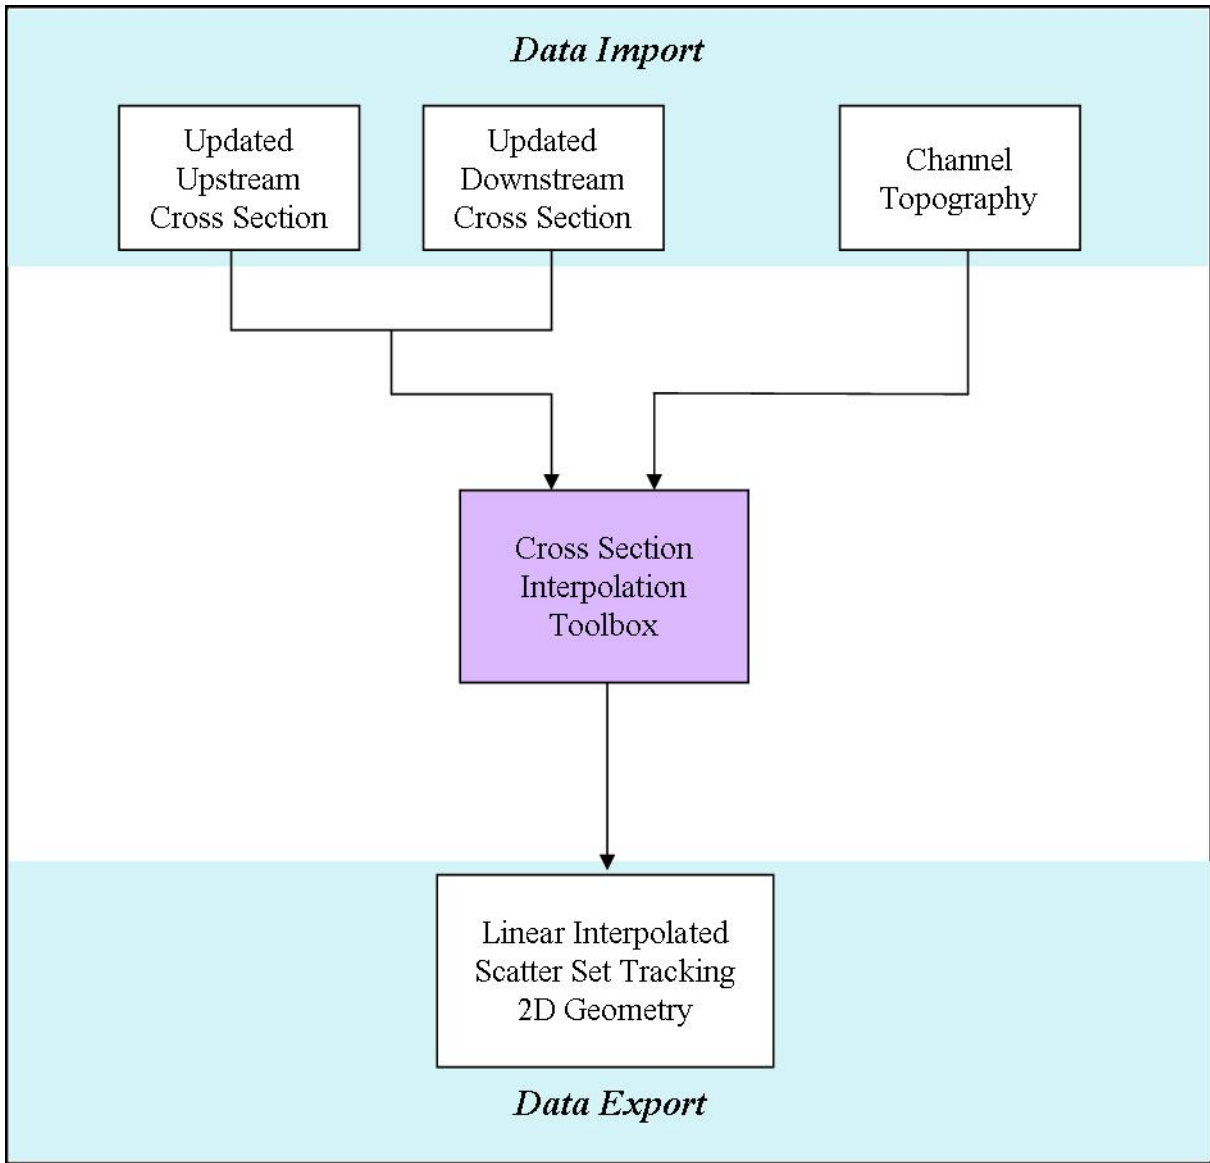 Data Import
Updated
Upstream
Cross Section
Updated
Downstream
Cross Section
Channel
Topography
Cross Section
Interpolation
Toolbox
Linear Interpolated
Scatter Set Tracking
2D Geometry
Data Export